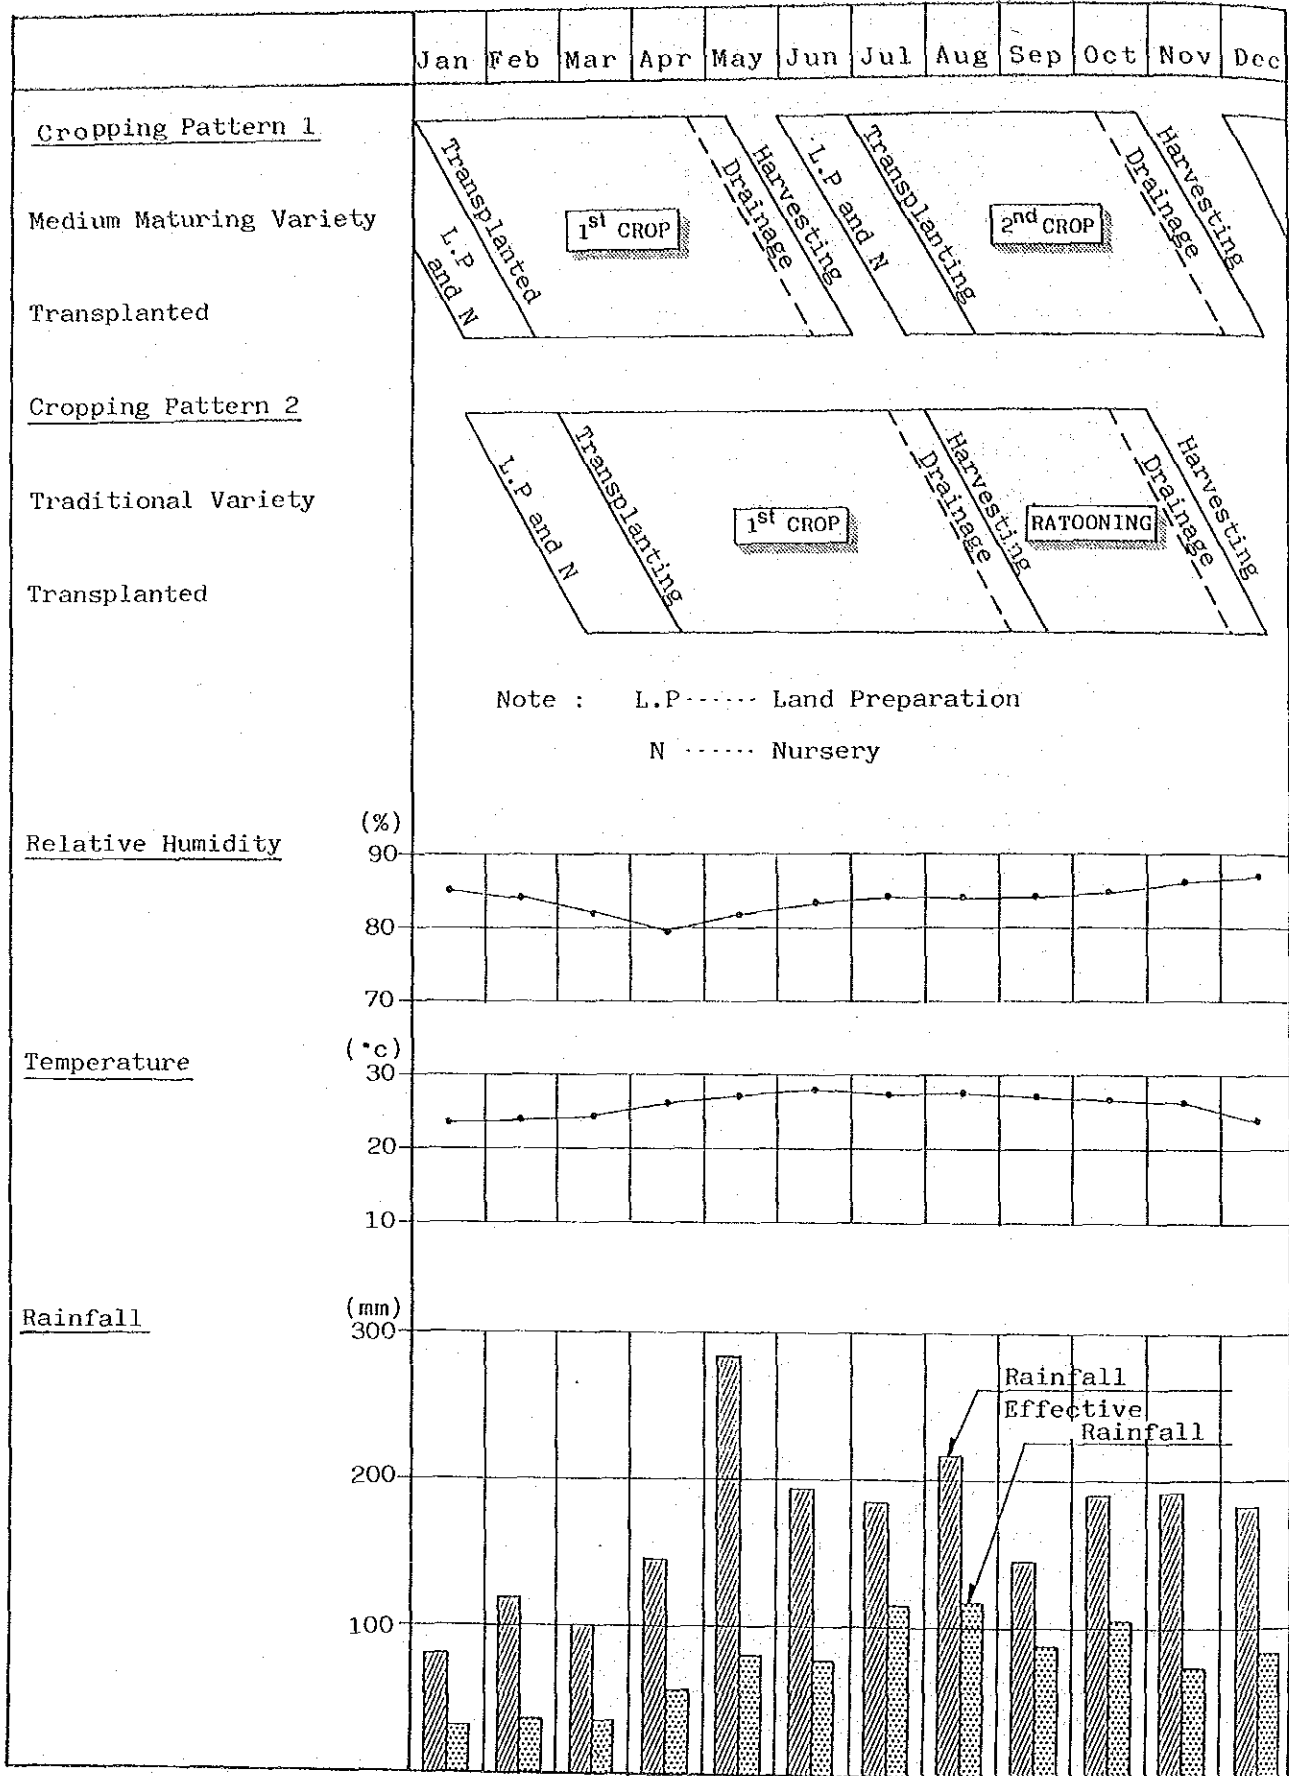 Jan Feb Mar Apr May Jun Jul Aug Sep Oct Nov Dec
Cropping Pattern 1
Medium Maturing Variety
Transplanted
L.P and N
Transplanted
1st CROP
Drainage
Harvesting
L.P and N
Transplanting
2nd CROP
Drainage
Harvesting
Cropping Pattern 2
Traditional Variety
Transplanted
L.P and N
Transplanting
1st CROP
Drainage
Harvesting
RATOONING
Drainage
Harvesting
Note : L.P ------ Land Preparation
N ------ Nursery
Relative Humidity
(%)
90
80
70
Temperature
(°c)
30
20
10
Rainfall
(mm)
300
200
100
Rainfall
Effective
Rainfall